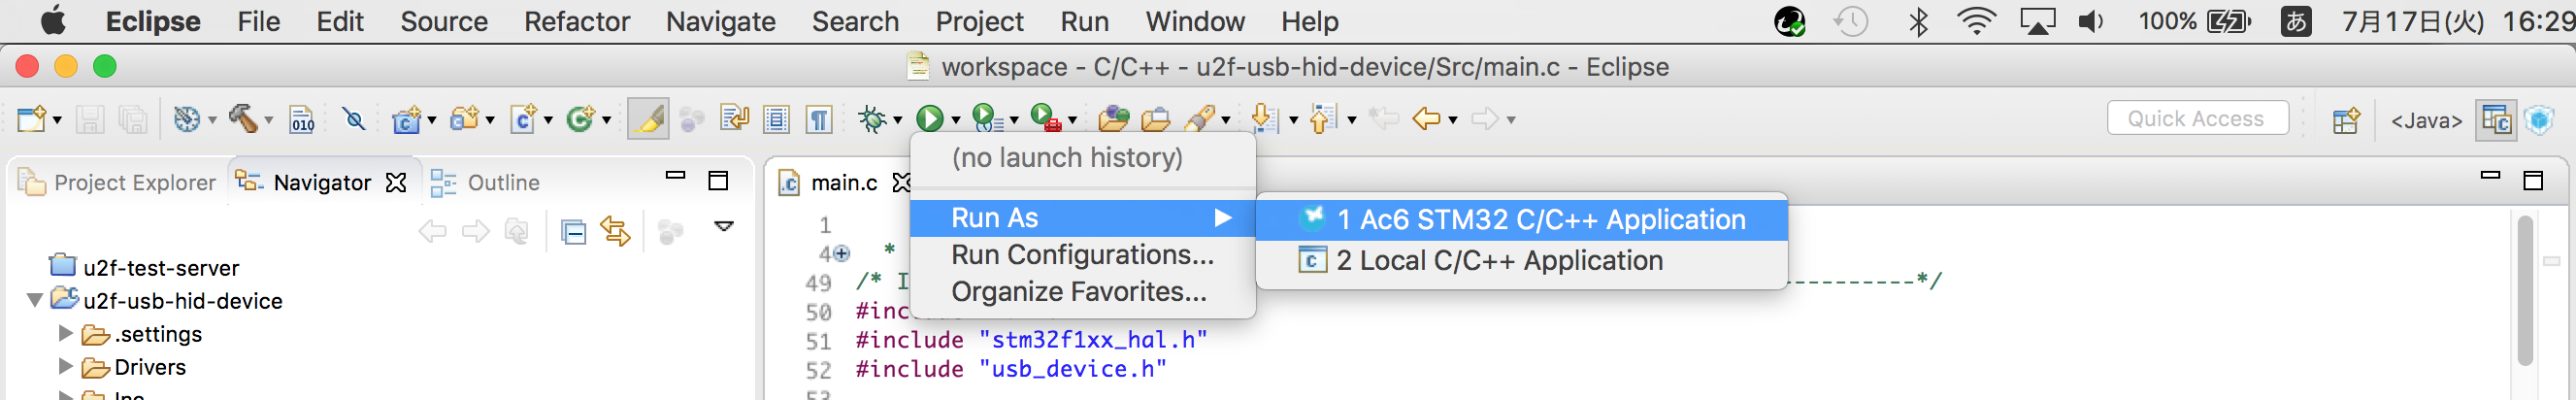 Eclipse File Edit Source Refactor Navigate Search Project Run Window Help 100% あ 7月17日(火) 16:29
workspace - C/C++ - u2f-usb-hid-device/Src/main.c - Eclipse
010 Quick Access <Java>
(no launch history)
Project Explorer Navigator Outline main.c
Run As 1 Ac6 STM32 C/C++ Application
1
Run Configurations... 2 Local C/C++ Application
4 *
u2f-test-server
49 /* I ----------*/
Organize Favorites...
u2f-usb-hid-device
50 #inc
.settings
51 #include "stm32f1xx_hal.h"
Drivers
52 #include "usb_device.h"
Inc
53